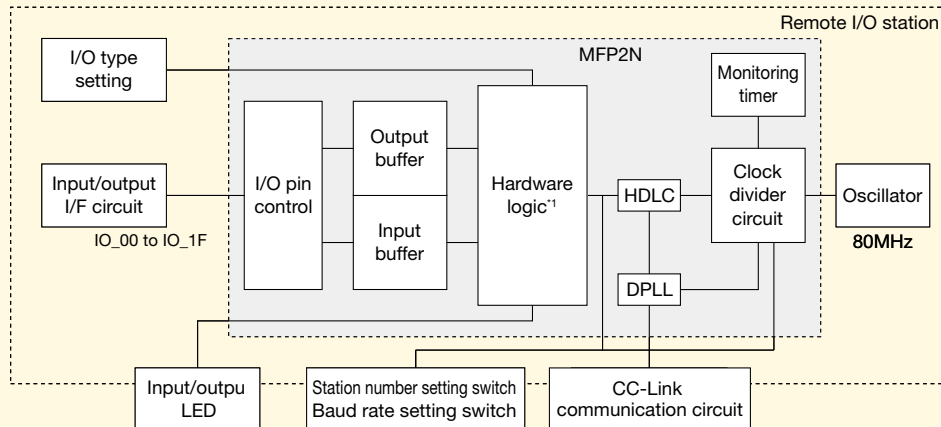 Remote I/O station
MFP2N
I/O type
setting
Monitoring
timer
Input/output
I/F circuit
IO_00 to IO_1F
I/O pin
control
Output
buffer
Input
buffer
Hardware
logic*1
HDLC
DPLL
Clock
divider
circuit
Oscillator
80MHz
Input/outpu
LED
Station number setting switch
Baud rate setting switch
CC-Link
communication circuit